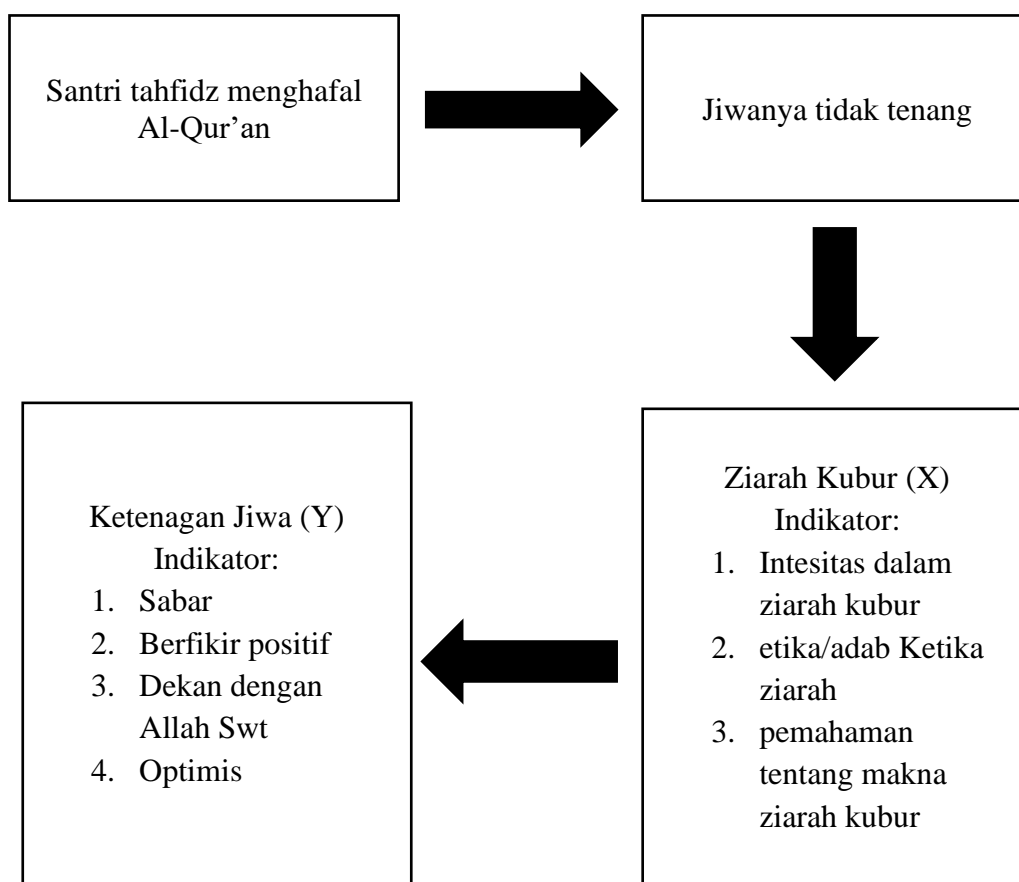 Santri tahfidz menghafal
Al-Qur’an
Jiwanya tidak tenang
Ziarah Kubur (X)
Indikator:
1. Intesitas dalam
ziarah kubur
2. etika/adab Ketika
ziarah
3. pemahaman
tentang makna
ziarah kubur
Ketenagan Jiwa (Y)
Indikator:
1. Sabar
2. Berfikir positif
3. Dekan dengan
Allah Swt
4. Optimis